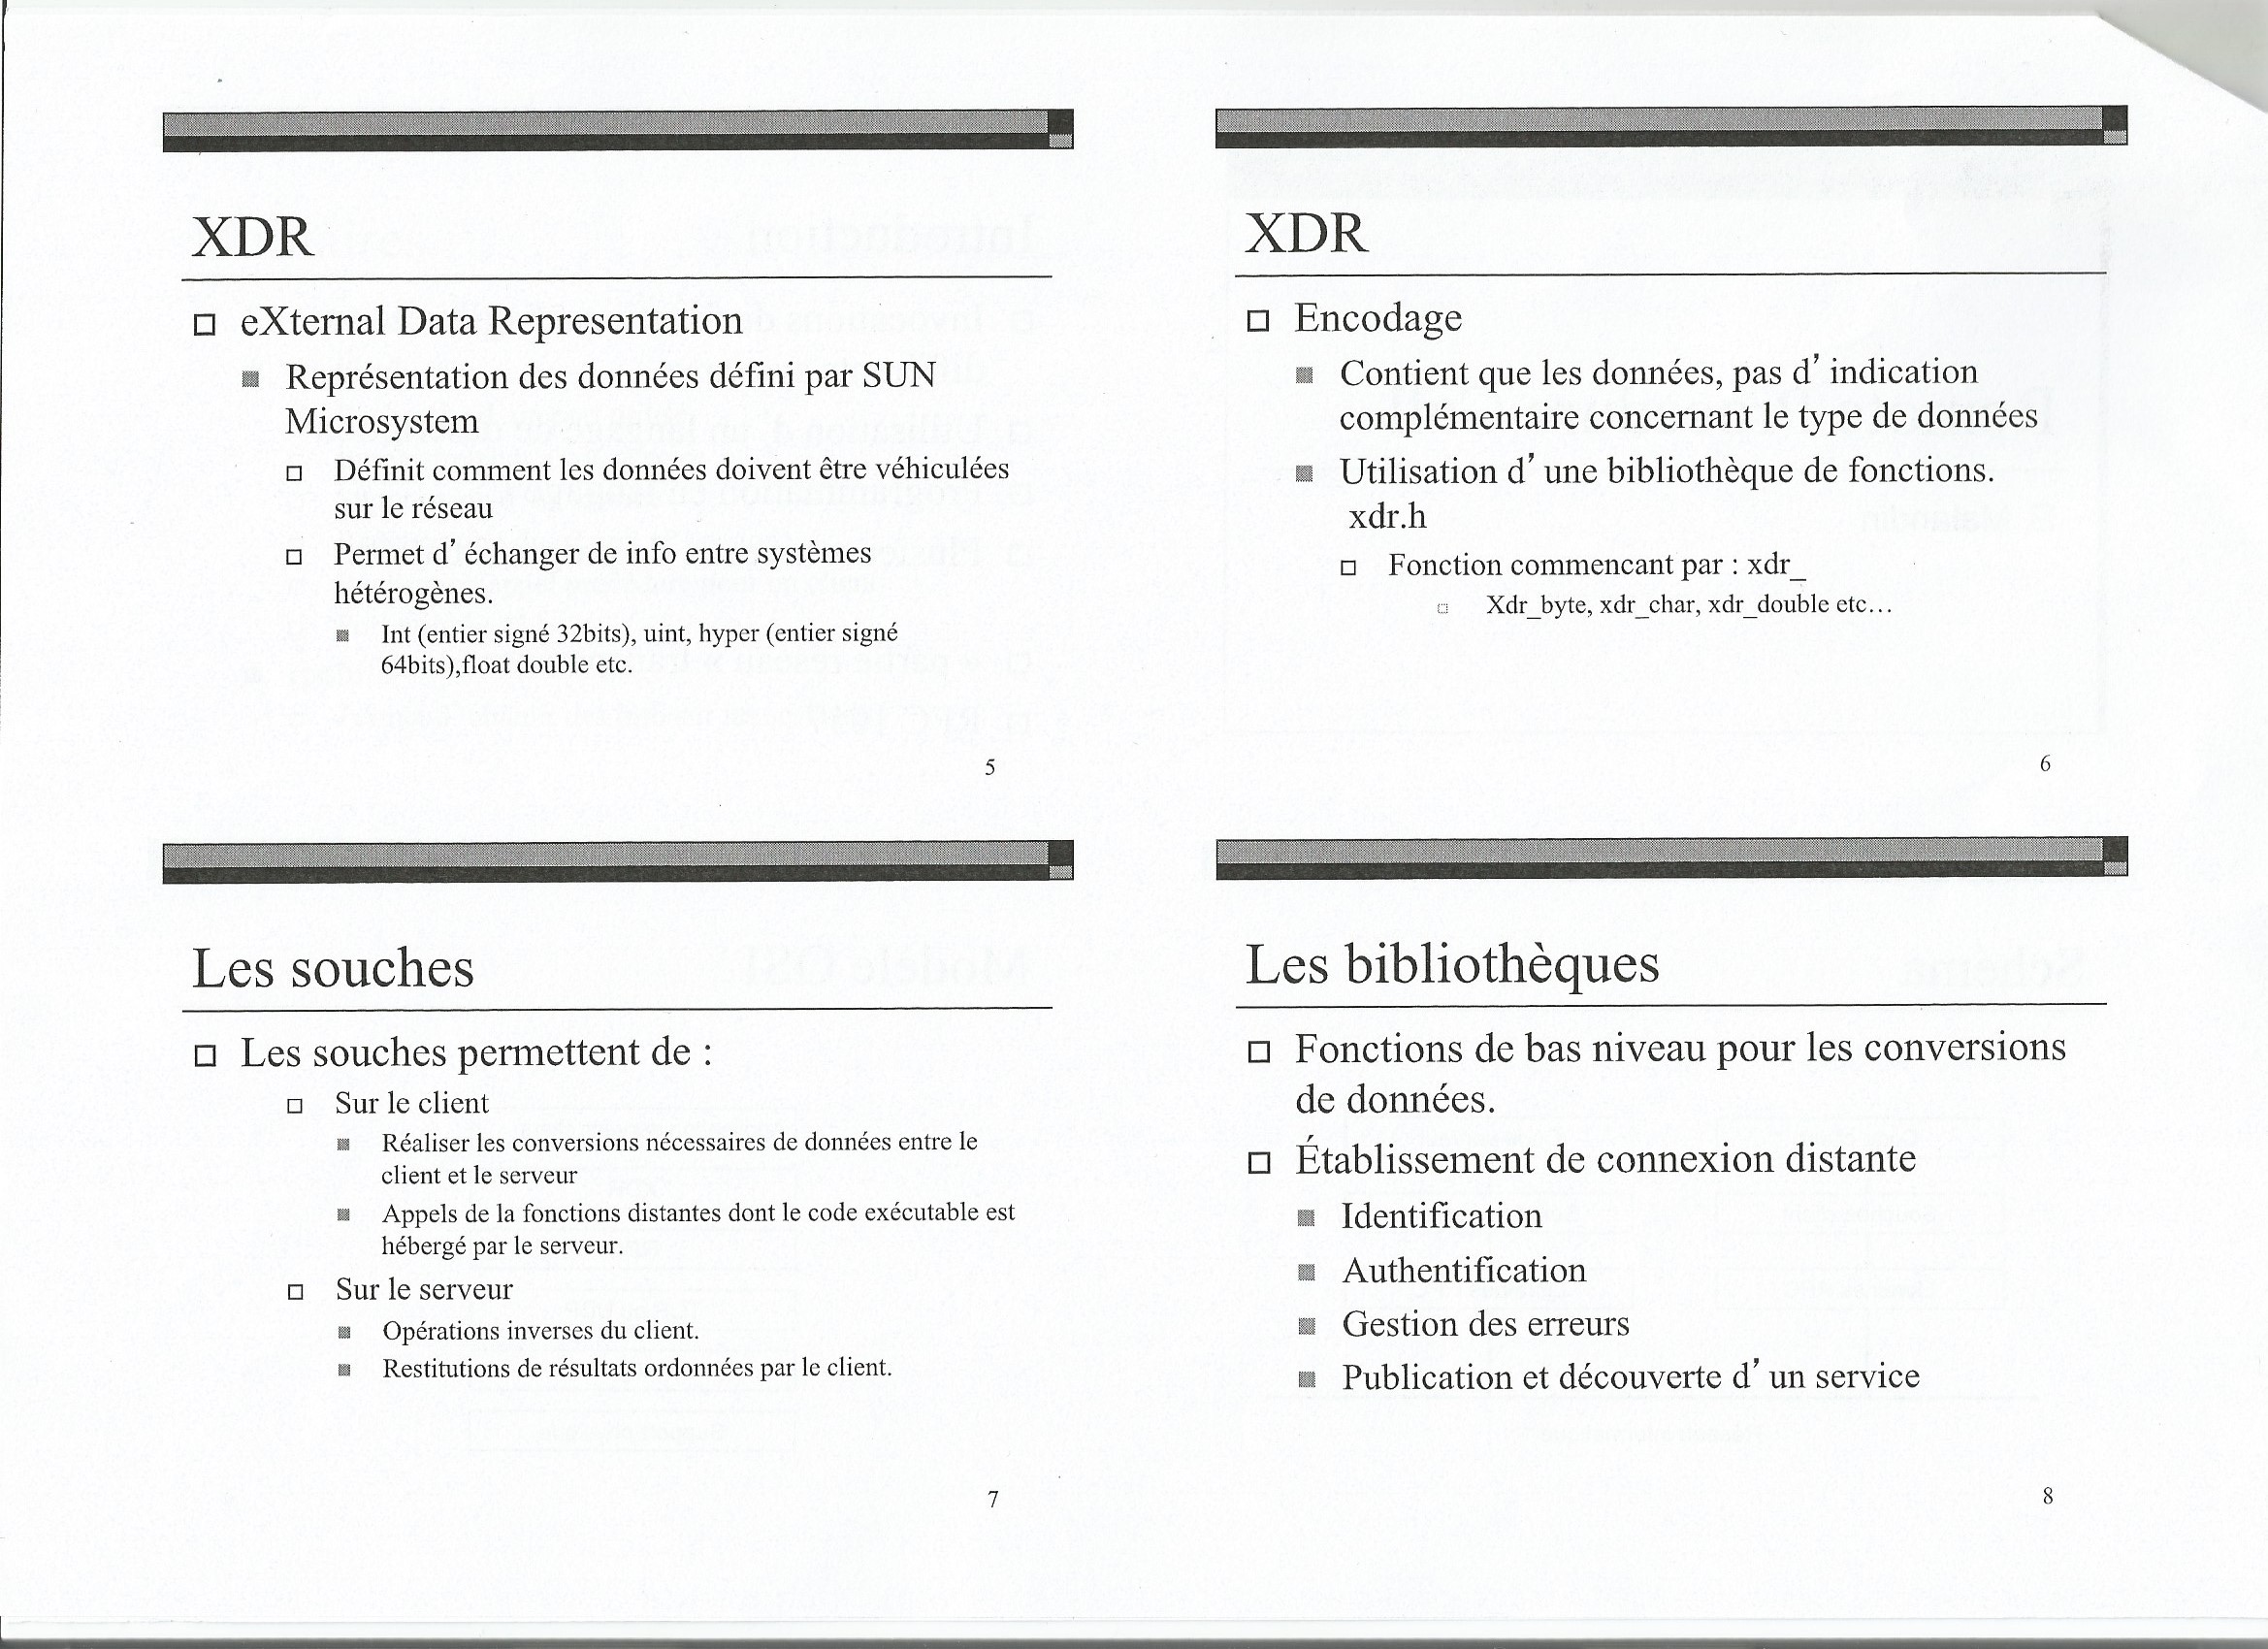 XDR
eXternal Data Representation
Représentation des données défini par SUN
Microsystem
Définit comment les données doivent être véhiculées
sur le réseau
Permet d’ échanger de info entre systèmes
hétérogènes.
Int (entier signé 32bits), uint, hyper (entier signé
64bits),float double etc.
5
XDR
Encodage
Contient que les données, pas d’ indication
complémentaire concernant le type de données
Utilisation d’ une bibliothèque de fonctions.
xdr.h
Fonction commencant par : xdr_
Xdr_byte, xdr_char, xdr_double etc…
6
Les souches
Les souches permettent de :
Sur le client
Réaliser les conversions nécessaires de données entre le
client et le serveur
Appels de la fonctions distantes dont le code exécutable est
hébergé par le serveur.
Sur le serveur
Opérations inverses du client.
Restitutions de résultats ordonnées par le client.
7
Les bibliothèques
Fonctions de bas niveau pour les conversions
de données.
Établissement de connexion distante
Identification
Authentification
Gestion des erreurs
Publication et découverte d’ un service
8